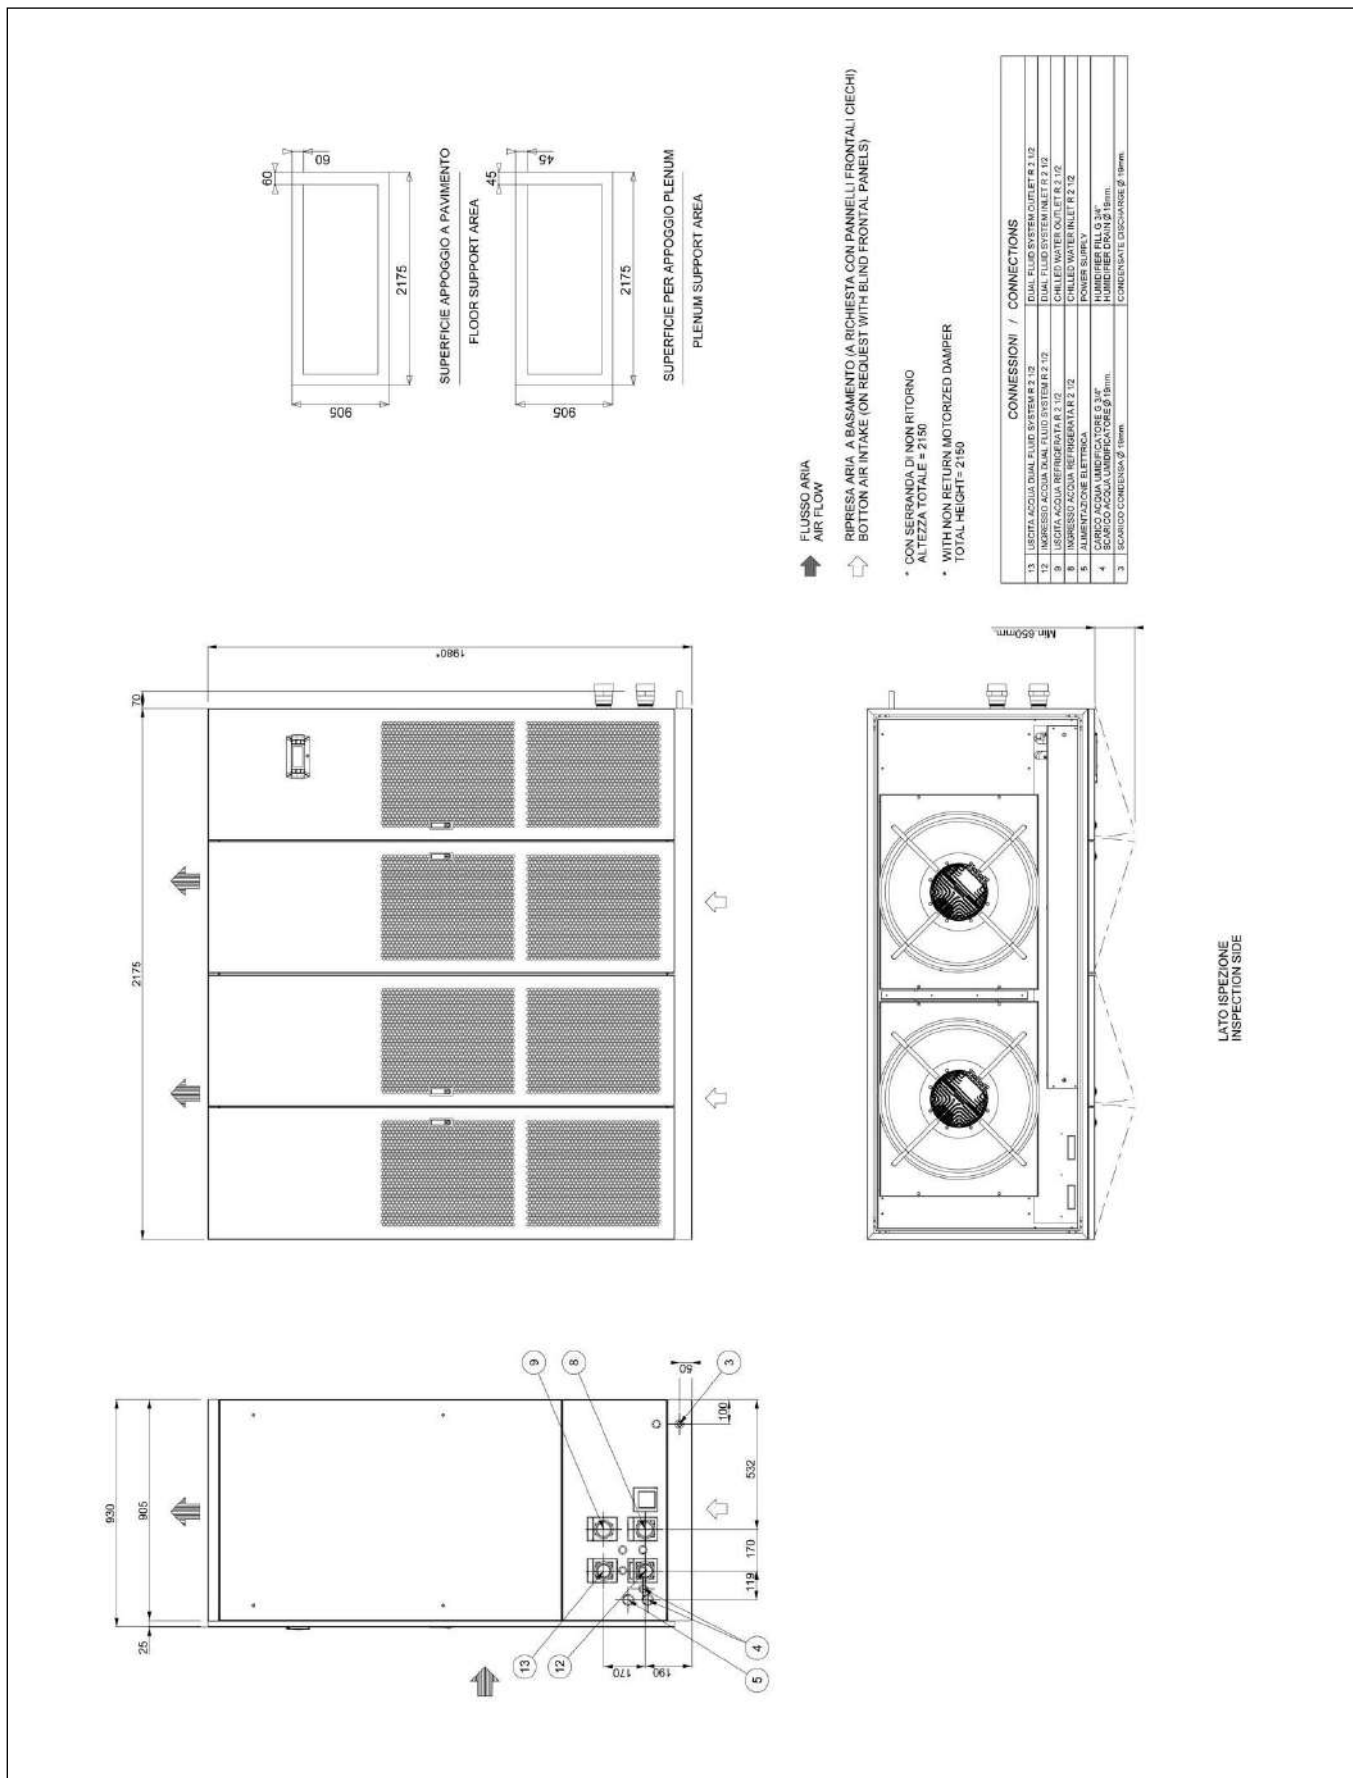 930
905
25
9
8
13
12
5
4
3
170
190
50
100
532
170
119
2175
70
1980*
Min.650mm.
LATO ISPEZIONE
INSPECTION SIDE
60
60
905
2175
SUPERFICIE APPOGGIO A PAVIMENTO
FLOOR SUPPORT AREA
45
45
905
2175
SUPERFICIE PER APPOGGIO PLENUM
PLENUM SUPPORT AREA
FLUSSO ARIA
AIR FLOW
RIPRESA ARIA A BASAMENTO (A RICHIESTA CON PANNELLI FRONTALI CIECHI)
BOTTON AIR INTAKE (ON REQUEST WITH BLIND FRONTAL PANELS)
* CON SERRANDA DI NON RITORNO
ALTEZZA TOTALE = 2150
* WITH NON RETURN MOTORIZED DAMPER
TOTAL HEIGHT= 2150
CONNESSIONI / CONNECTIONS
13 USCITA ACQUA DUAL FLUID SYSTEM R 2 1/2 DUAL FLUID SYSTEM OUTLET R 2 1/2
12 INGRESSO ACQUA DUAL FLUID SYSTEM R 2 1/2 DUAL FLUID SYSTEM INLET R 2 1/2
9 USCITA ACQUA REFRIGERATA R 2 1/2 CHILLED WATER OUTLET R 2 1/2
8 INGRESSO ACQUA REFRIGERATA R 2 1/2 CHILLED WATER INLET R 2 1/2
5 ALIMENTAZIONE ELETTRICA POWER SUPPLY
4 CARICO ACQUA UMIDIFICATORE G 3/4" HUMIDIFIER FILL G 3/4"
SCARICO ACQUA UMIDIFICATORE Ø 19mm. HUMIDIFIER DRAIN Ø 19mm.
3 SCARICO CONDENSA Ø 19mm. CONDENSATE DISCHARGE Ø 19mm.